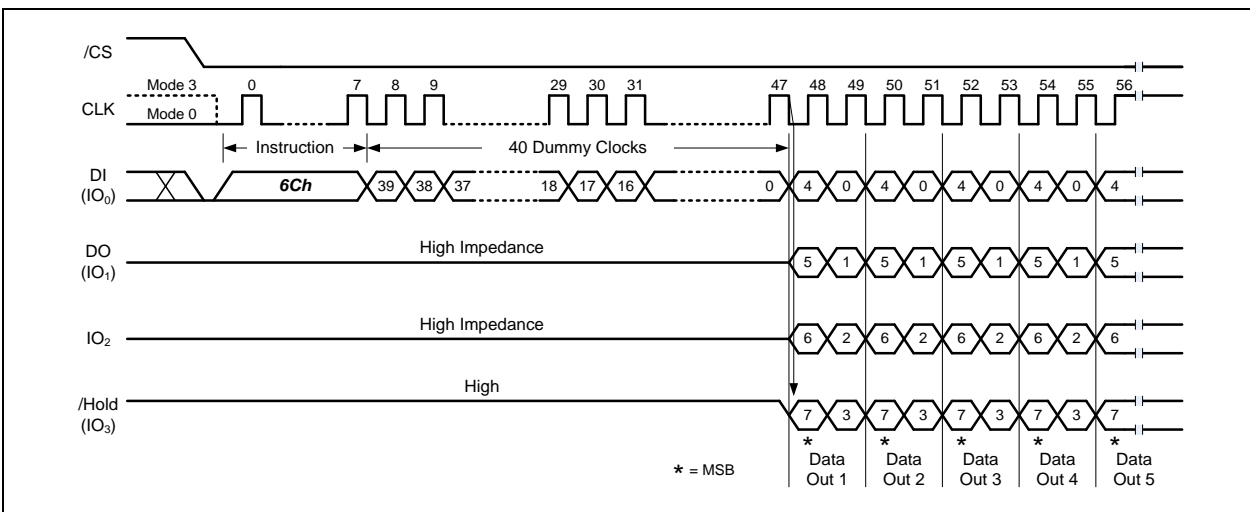 /CS
Mode 3 0 7 8 9 29 30 31 47 48 49 50 51 52 53 54 55 56
CLK
Mode 0
Instruction 40 Dummy Clocks
DI
(IO₀)
6Ch 39 38 37 18 17 16 0 4 0 4 0 4 0 4 0 4
High Impedance
DO
(IO₁)
5 1 5 1 5 1 5 1 5
High Impedance
IO₂ 6 2 6 2 6 2 6 2 6
High
/Hold
(IO₃)
7 3 7 3 7 3 7 3 7
* * * * *
* = MSB
Data Data Data Data Data
Out 1 Out 2 Out 3 Out 4 Out 5